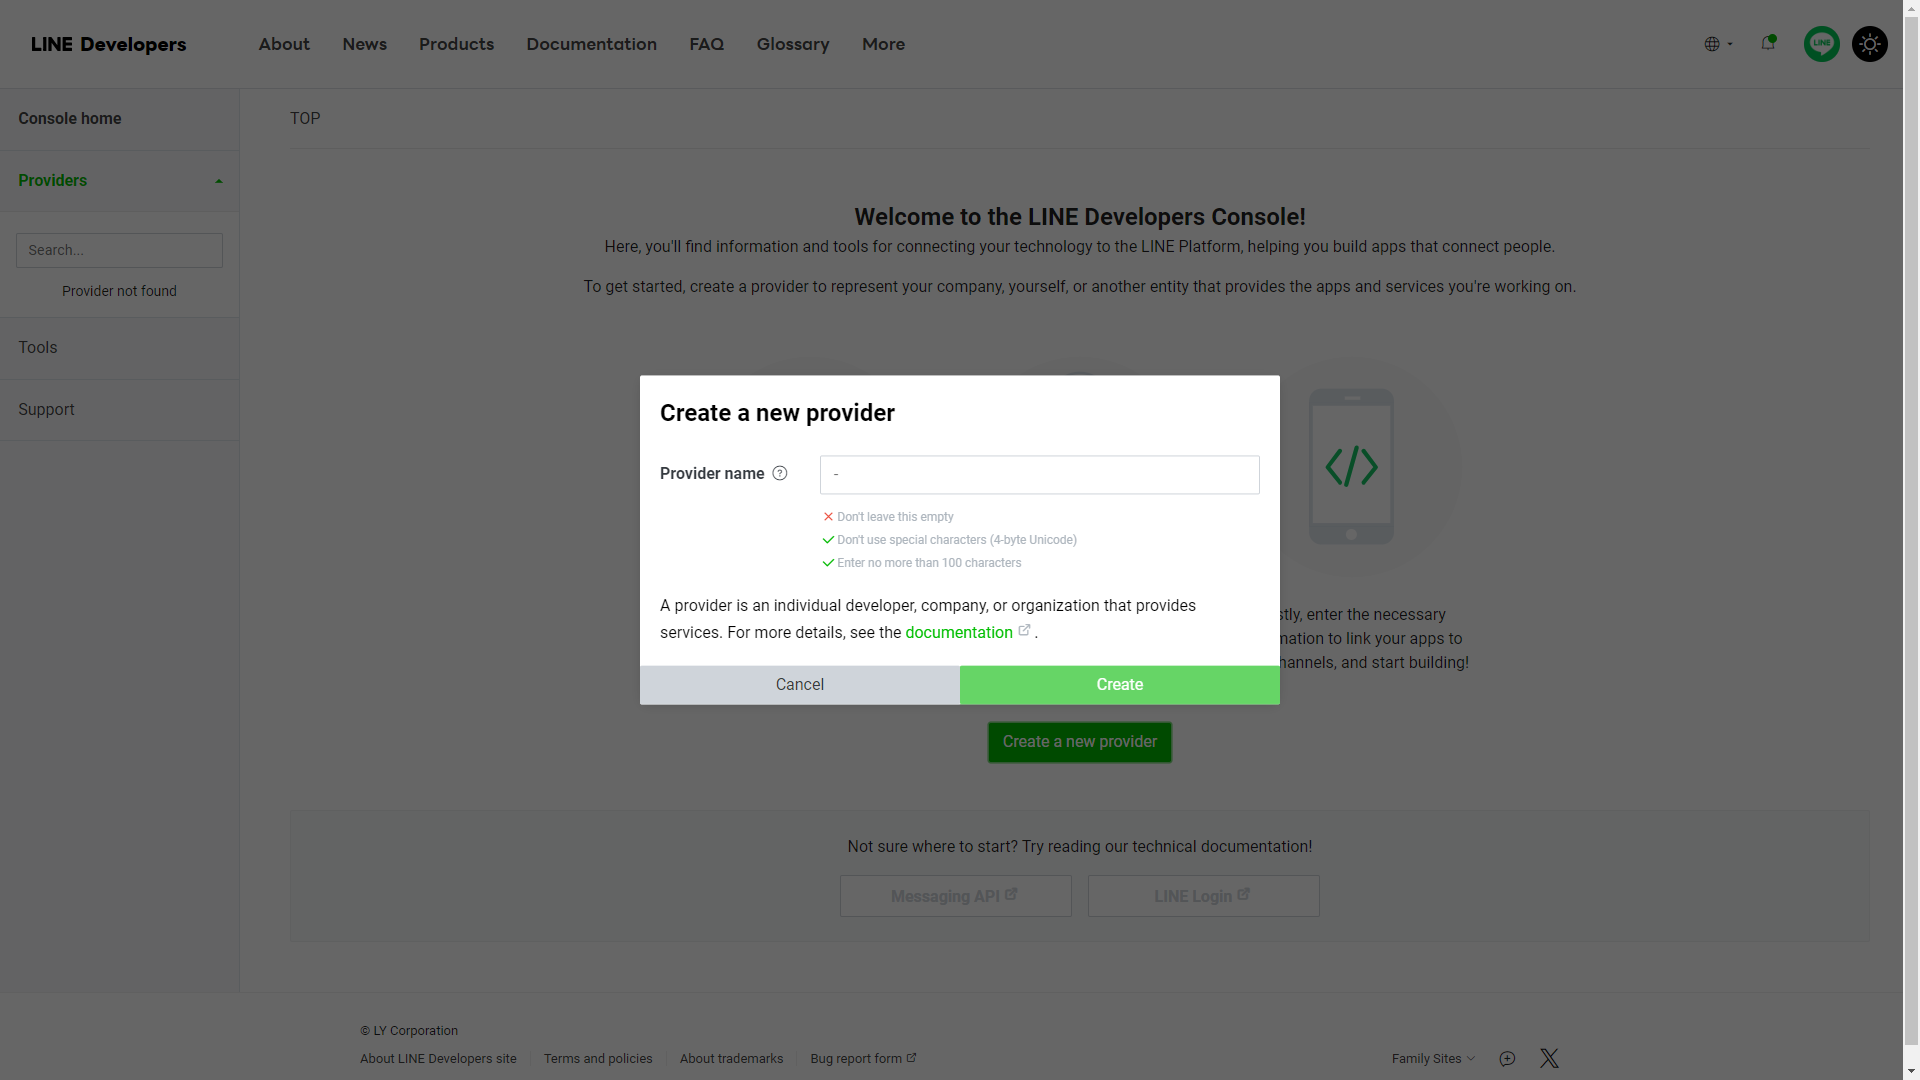 LINE Developers
About
News
Products
Documentation
FAQ
Glossary
More
LINE
Console home
Providers
Search...
Provider not found
Tools
Support
TOP
Welcome to the LINE Developers Console!
Here, you'll find information and tools for connecting your technology to the LINE Platform, helping you build apps that connect people.
To get started, create a provider to represent your company, yourself, or another entity that provides the apps and services you're working on.
Create a new provider
Provider name ?
-
Don't leave this empty
Don't use special characters (4-byte Unicode)
Enter no more than 100 characters
A provider is an individual developer, company, or organization that provides
services. For more details, see the documentation .
Cancel
Create
enter the necessary
to link your apps to
and start building!
Create a new provider
Not sure where to start? Try reading our technical documentation!
Messaging API
LINE Login
© LY Corporation
About LINE Developers site
Terms and policies
About trademarks
Bug report form
Family Sites